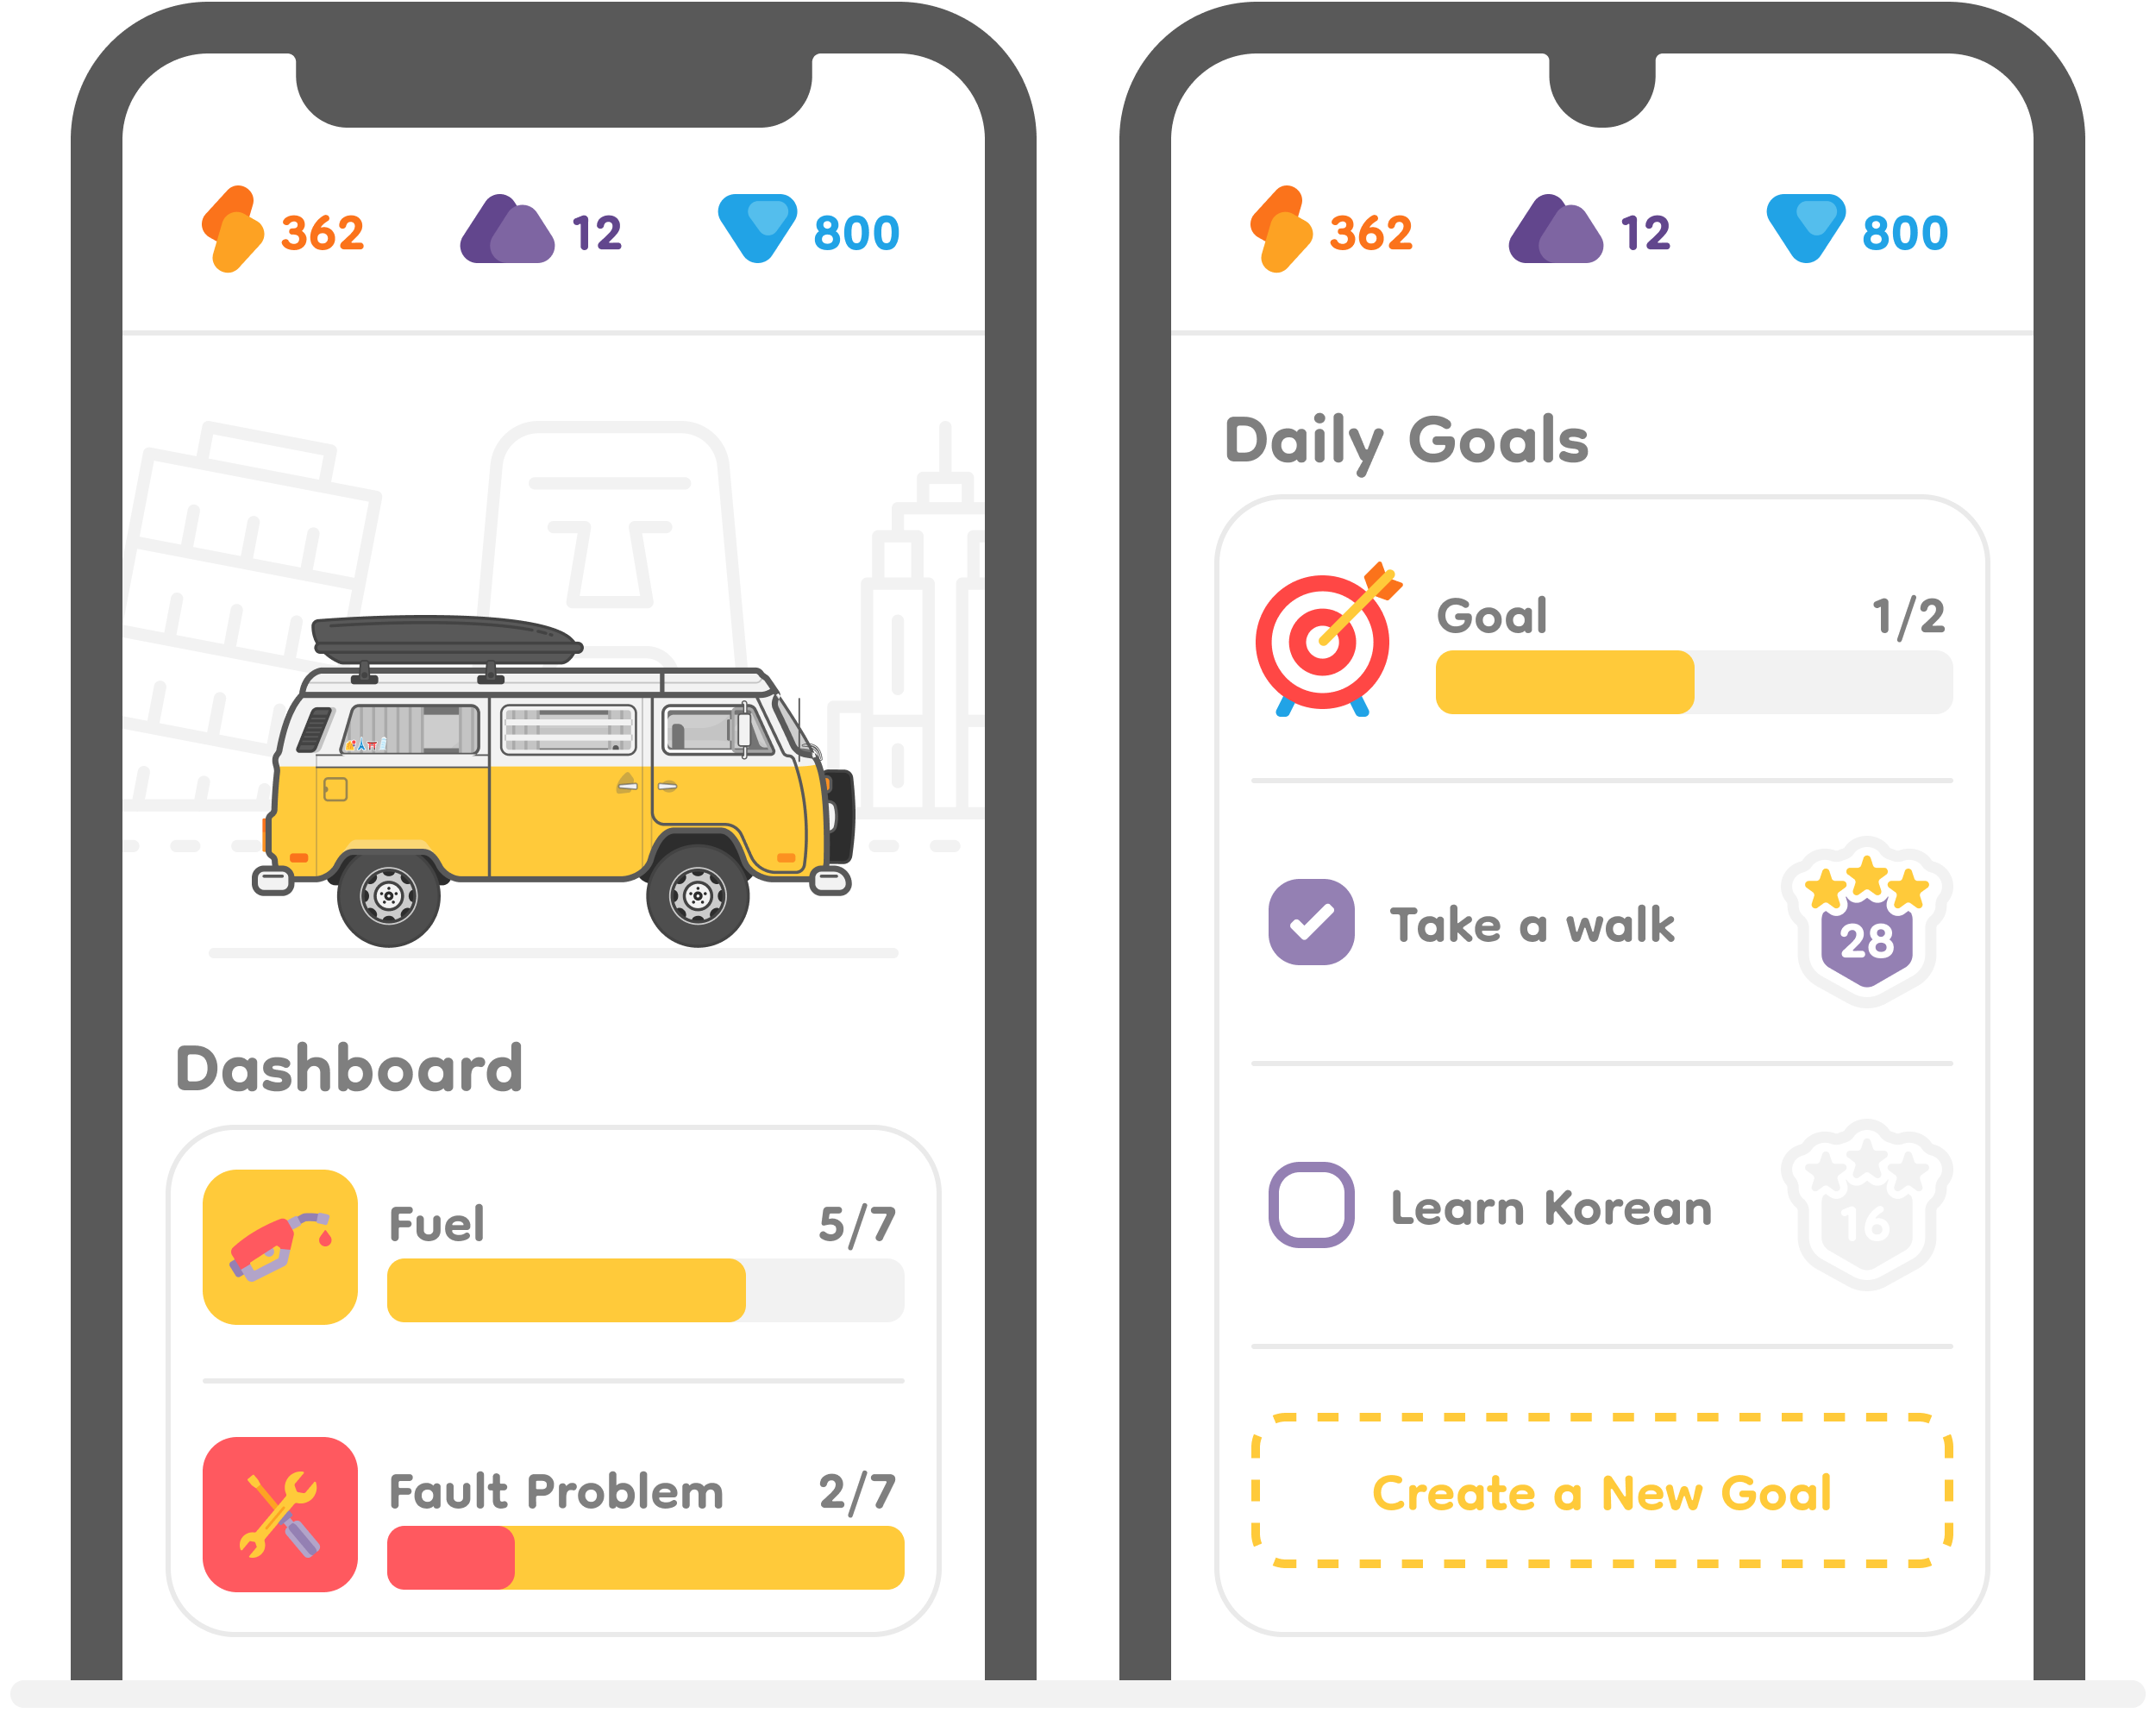 362 12 800
Dashboard
Fuel 5/7
Fault Problem 2/7
362 12 800
Daily Goals
Goal 1/2
Take a walk 28
Learn Korean 16
Create a New Goal